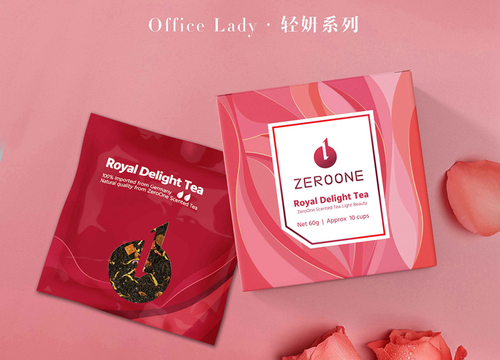 Office Lady · 轻妍系列
Royal Delight Tea
100% Imported from Germany
Natural quality from ZeroOne Scented Tea
ZEROONE
Royal Delight Tea
ZeroOne Scented Tea·Light Beauty
Net 60g | Approx 10 cups